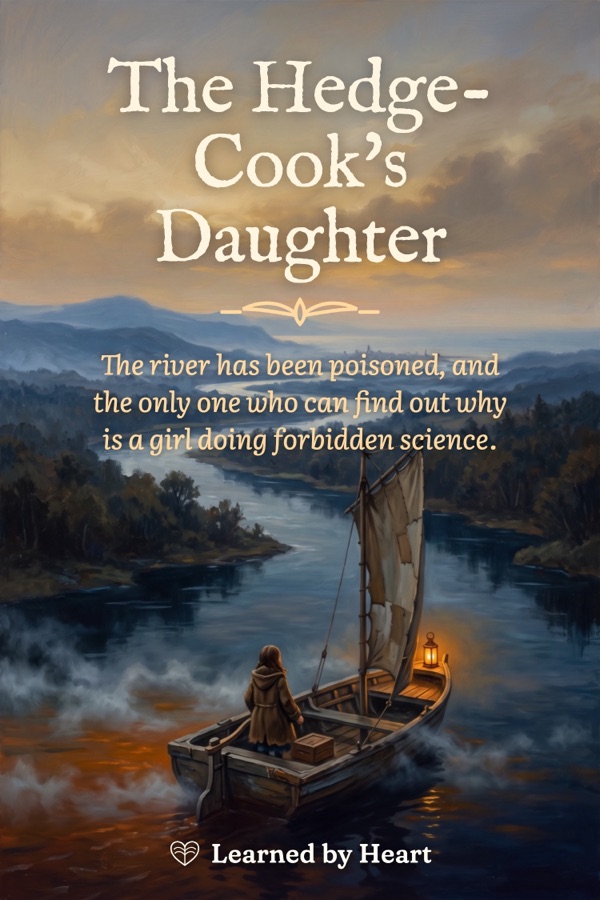 The Hedge-
Cook’s
Daughter
The river has been poisoned, and
the only one who can find out why
is a girl doing forbidden science.
Learned by Heart